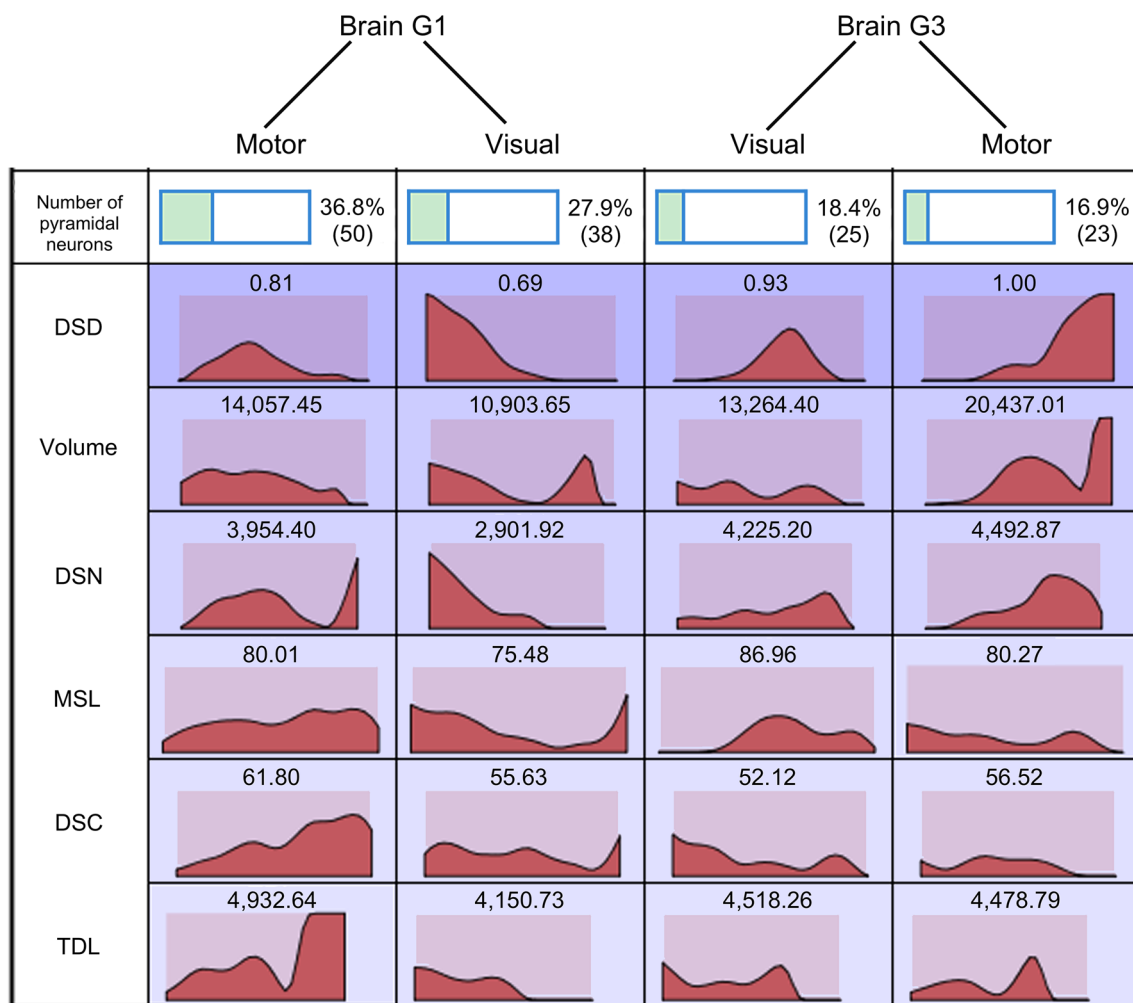 Brain G1 Brain G3
Motor Visual Visual Motor
Number of
pyramidal
neurons
36.8%
(50)
27.9%
(38)
18.4%
(25)
16.9%
(23)
DSD 0.81 0.69 0.93 1.00
Volume 14,057.45 10,903.65 13,264.40 20,437.01
DSN 3,954.40 2,901.92 4,225.20 4,492.87
MSL 80.01 75.48 86.96 80.27
DSC 61.80 55.63 52.12 56.52
TDL 4,932.64 4,150.73 4,518.26 4,478.79